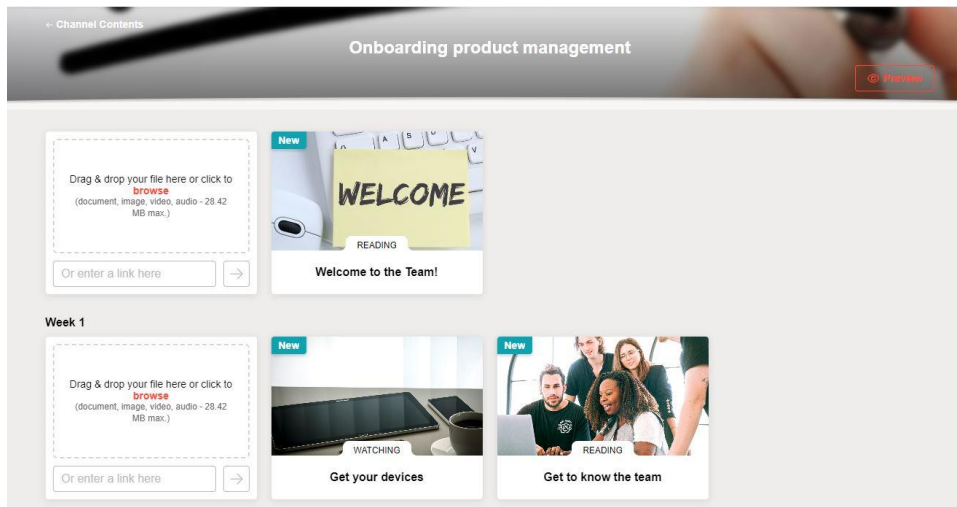 ← Channel Contents
Onboarding product management
Preview
Drag & drop your file here or click to
browse
(document, image, video, audio - 28.42
MB max.)
Or enter a link here
New
WELCOME
READING
Welcome to the Team!
Week 1
Drag & drop your file here or click to
browse
(document, image, video, audio - 28.42
MB max.)
Or enter a link here
New
WATCHING
Get your devices
New
READING
Get to know the team